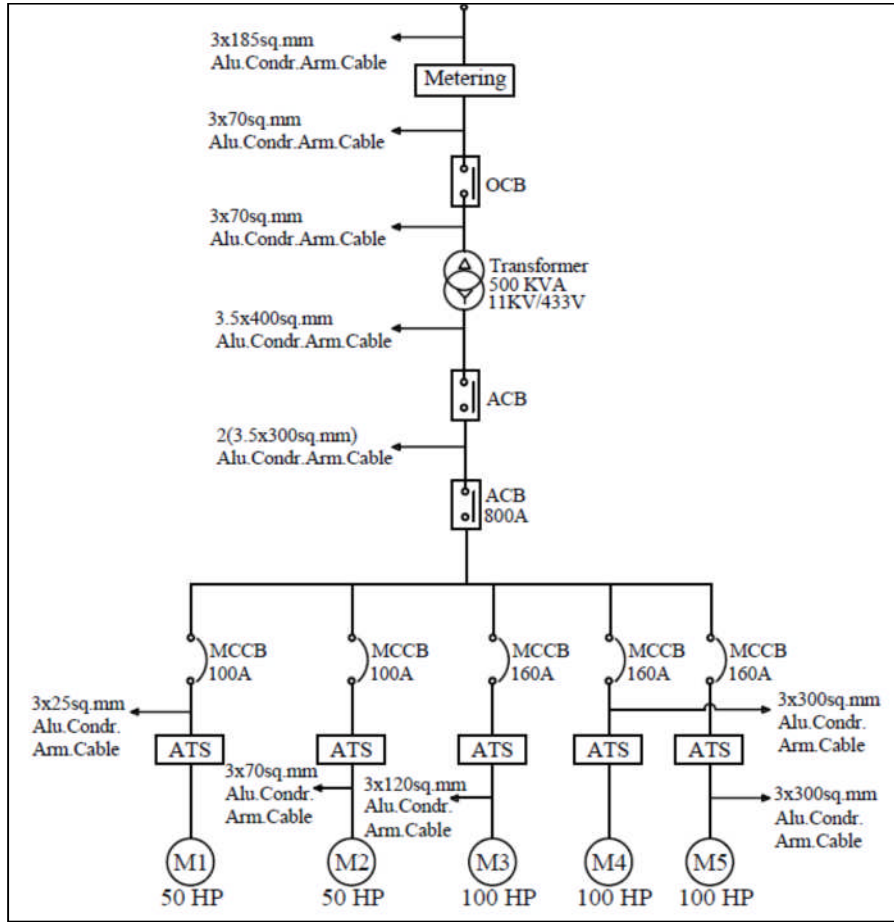 3x185sq.mm
Alu.Condr.Arm.Cable
Metering
3x70sq.mm
Alu.Condr.Arm.Cable
OCB
3x70sq.mm
Alu.Condr.Arm.Cable
Transformer
500 KVA
11KV/433V
3.5x400sq.mm
Alu.Condr.Arm.Cable
ACB
2(3.5x300sq.mm)
Alu.Condr.Arm.Cable
ACB
800A
MCCB
100A
MCCB
100A
MCCB
160A
MCCB
160A
MCCB
160A
3x25sq.mm
Alu.Condr.
Arm.Cable
3x300sq.mm
Alu.Condr.
Arm.Cable
ATS
ATS
ATS
ATS
ATS
3x70sq.mm
Alu.Condr.
Arm.Cable
3x120sq.mm
Alu.Condr.
Arm.Cable
3x300sq.mm
Alu.Condr.
Arm.Cable
M1
50 HP
M2
50 HP
M3
100 HP
M4
100 HP
M5
100 HP